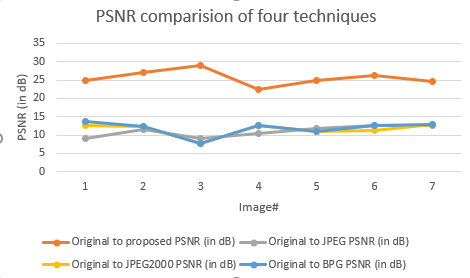 PSNR comparision of four techniques
35
30
25
20
15
10
5
0
PSNR (in dB)
1 2 3 4 5 6 7
Image#
Original to proposed PSNR (in dB) Original to JPEG PSNR (in dB)
Original to JPEG2000 PSNR (in dB) Original to BPG PSNR (in dB)